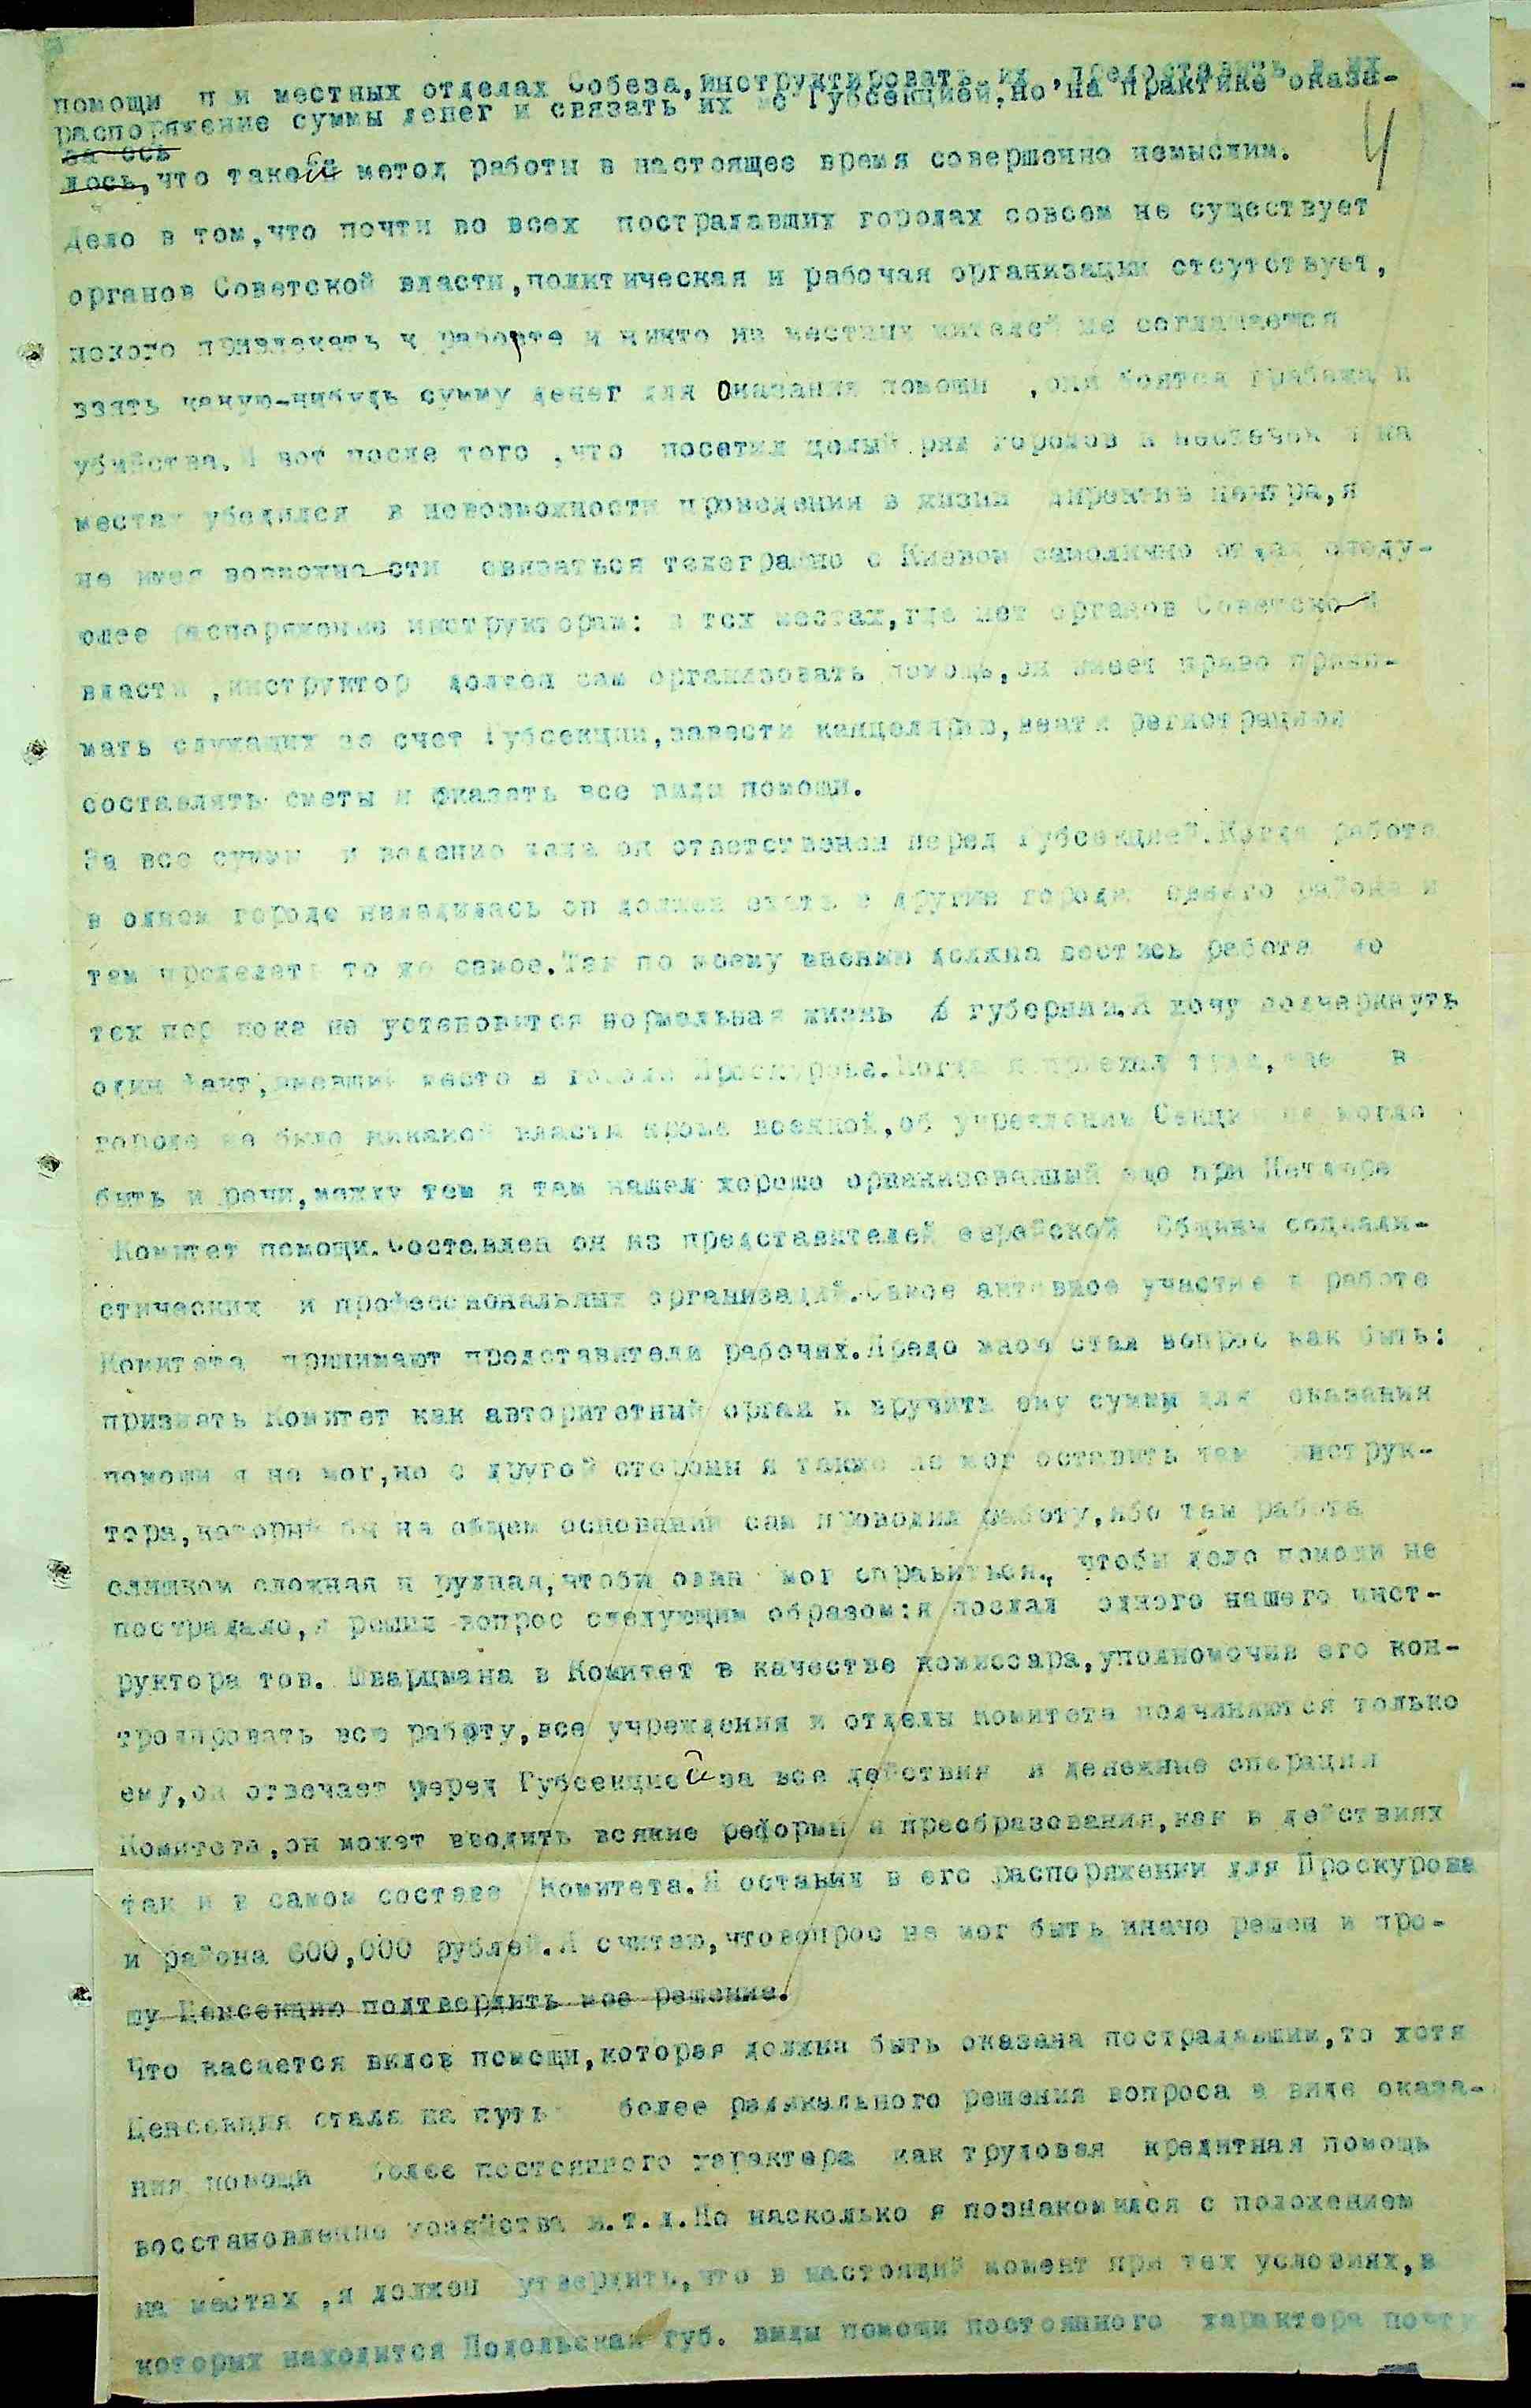 помощи п и местных отделах Собеза,инструктировать их ,предоставить в их
распоряжение суммы денег и связать их с Губсекцией,но на практике оказа-
за ось
лось,что такой метод работы в настоящее время совершенно немыслим.
4
Дело в том,что почти во всех пострадавших городах совсем не существует
органов Советской власти,политическая и рабочая организации отсутствует,
некого привлекать к работе и никто из местных жителей не соглашается
взять какую-нибудь сумму денег для Оказания помощи ,они боятся грабежа и
убийства.И вот после того ,что посетил целый ряд городов и местечек и на
местах убедился в невозможности проведения в жизнь директив центра,я
не имея возможно сти связаться телеграфно с Киевом самолично отдал следу-
ющее распоряжение инструкторам: в тех местах,где нет органов Советской
власти ,инструктор должен сам организовать помощь,он имеет право прини-
мать служащих за счет Губсекции,завести канцелярию,вести регистрацию
составлять сметы и оказать все виды помощи.
За все суммы и ведение дела он ответственен перед Губсекцией.Когда работа
в одном городе наладилась он должен ехать в другие города своего района и
там проделать то же самое.Так по моему мнению должна вестись работа до
тех пор пока не установится нормальная жизнь в губернии.Я хочу подчеркнуть
один факт,имевший место в городе Проскурове.Когда я приехал туда,где в
городе не было никакой власти кроме военной,об учреждении Секции не могло
быть и речи,между тем я там нашел хорошо организованный еще при Петлюре
Комитет помощи.Составлен он из представителей еврейской Общины социали-
стических и профессиональных организаций.Самое активное участие в работе
Комитета принимают представители рабочих.Предо мною стал вопрос как быть:
признать Комитет как авторитетный орган и вручить ему суммы для оказания
помощи я не мог,но с другой стороны я также не мог оставить там инструк-
тора,который бы на общем основании сам проводил работу,ибо там работа
слишком сложная и рудная,чтобы один мог справиться., чтобы дело помощи не
пострадало,я решил вопрос следующим образом:я послал одного нашего инст-
руктора тов. Шварцмана в Комитет в качестве комиссара,уполномочив его кон-
тролировать всю работу,все учреждения и отделы комитета подчиняются только
ему,он отвечает перед Губсекцией за все действия и денежные операции
Комитета,он может вводить всякие реформы и преобразования,как в действиях
так и в самом составе Комитета.Я оставил в его распоряжении для Проскурова
и района 600,000 рублей.Я считаю,что вопрос не мог быть иначе решен и про-
шу Ценсекцию подтвердить мое решение.
Что касается видов помощи,которая должна быть оказана пострадавшим,то хотя
Ценсекция стала на путь более радикального решения вопроса в виде оказа-
ния помощи более постоянного характера как трудовая кредитная помощь
восстановление хозяйства и.т.д.Но насколько я познакомился с положением
на местах ,я должен утвердить,что в настоящий момент при тех условиях,в
которых находится Подольская губ. виды помощи постоянного характера почти